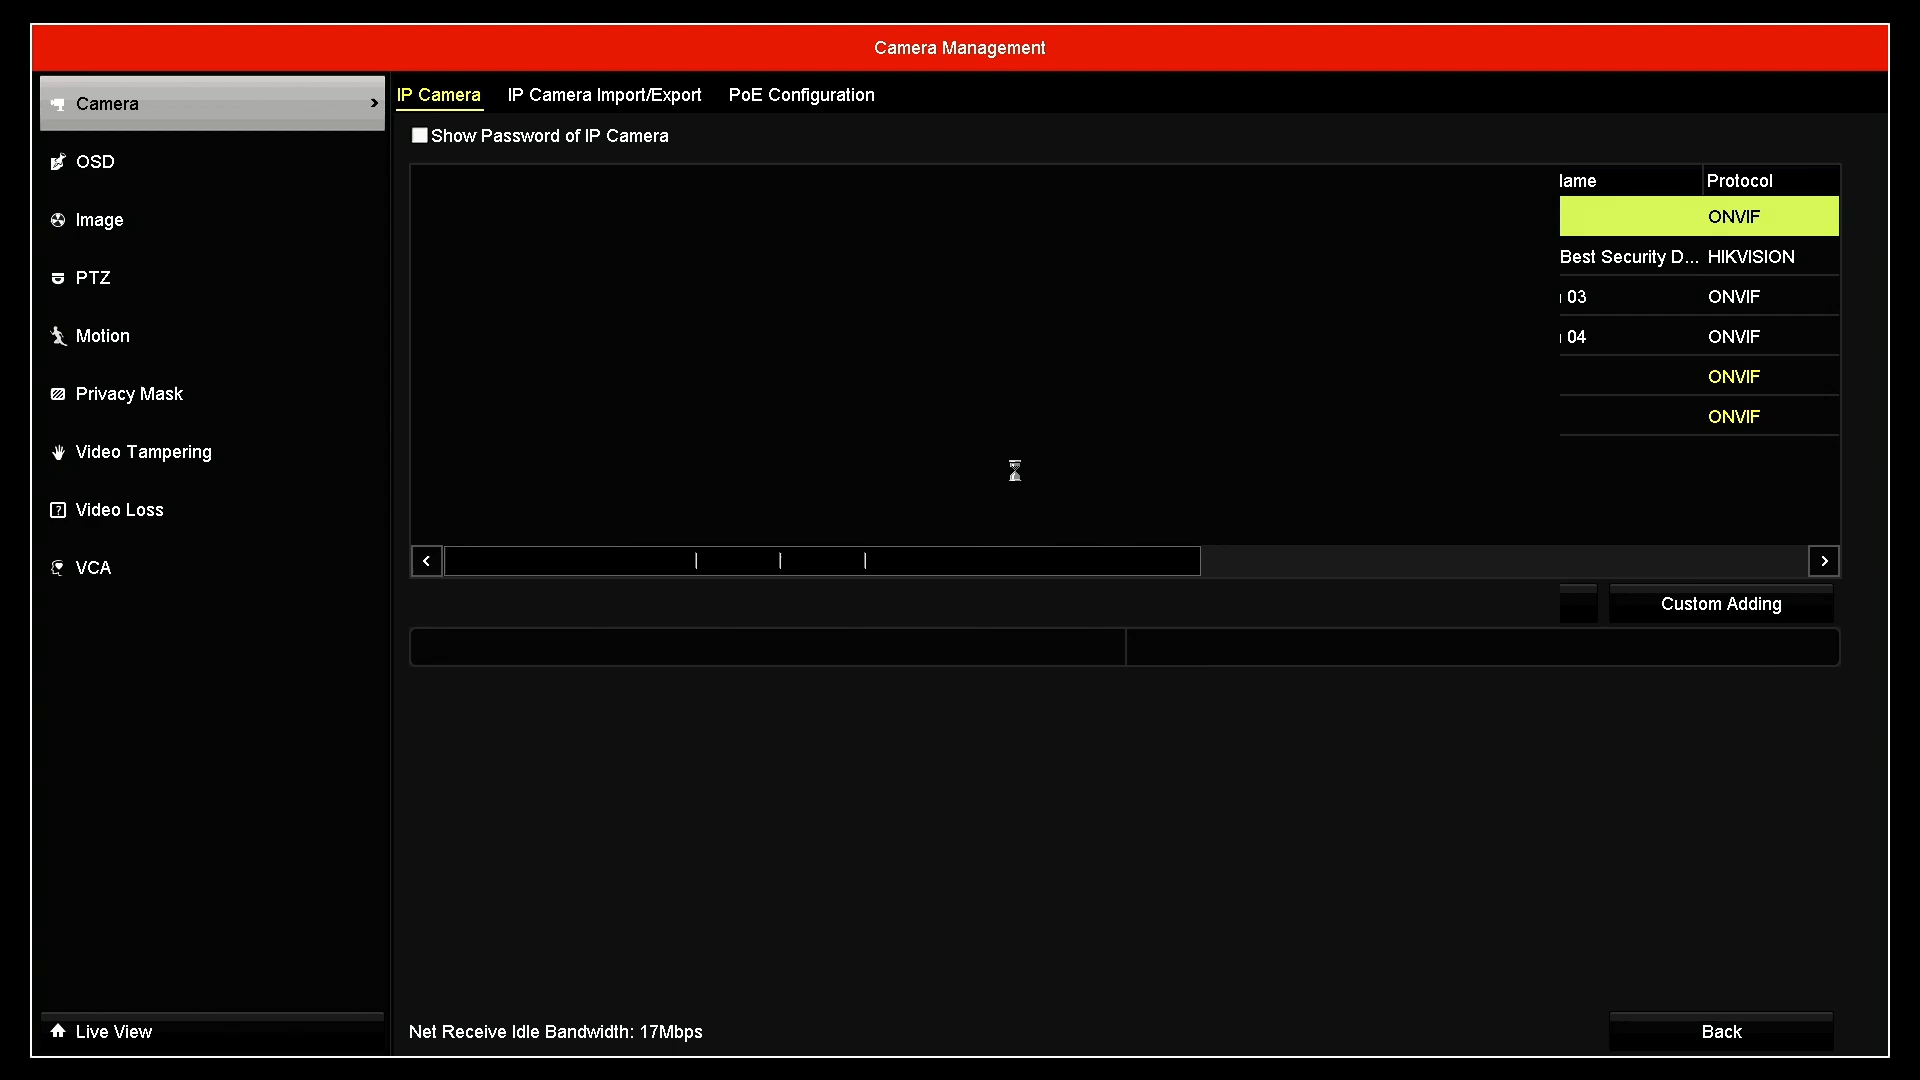 Camera Management
Camera
OSD
Image
PTZ
Motion
Privacy Mask
Video Tampering
Video Loss
VCA
Live View
IP Camera IP Camera Import/Export PoE Configuration
Show Password of IP Camera
Protocol
ONVIF
Best Security D... HIKVISION
03 ONVIF
04 ONVIF
ONVIF
ONVIF
Custom Adding
Net Receive Idle Bandwidth: 17Mbps
Back